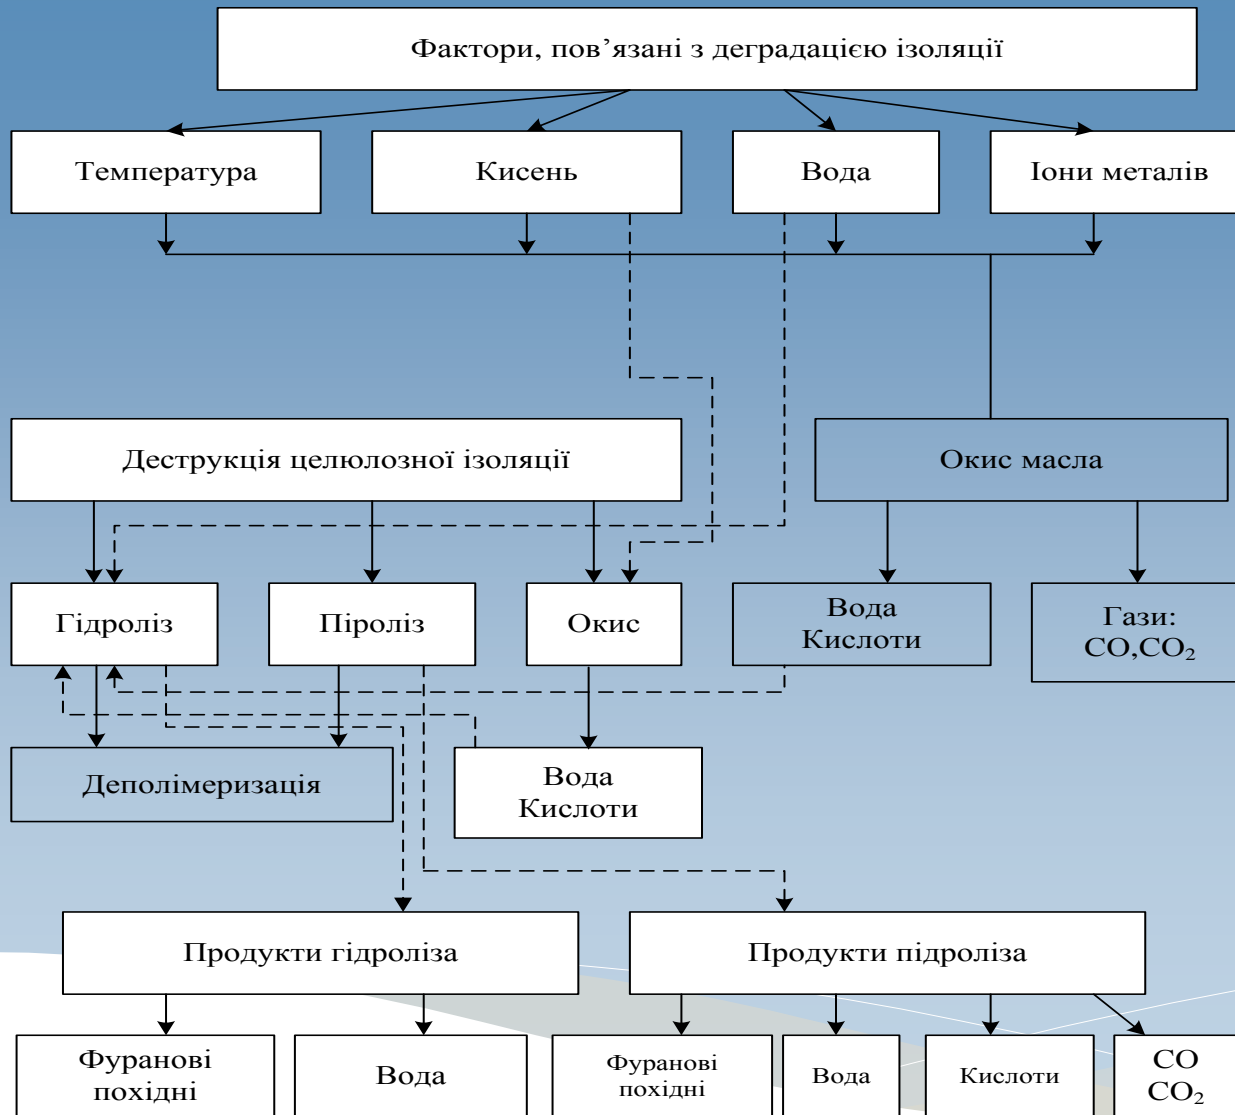 Фактори, пов’язані з деградацією ізоляції
Температура
Кисень
Вода
Іони металів
Деструкція целюлозної ізоляції
Окис масла
Гідроліз
Піроліз
Окис
Вода
Кислоти
Гази:
CO,CO₂
Деполімеризація
Вода
Кислоти
Продукти гідроліза
Продукти підроліза
Фуранові
похідні
Вода
Фуранові
похідні
Вода
Кислоти
CO
CO₂